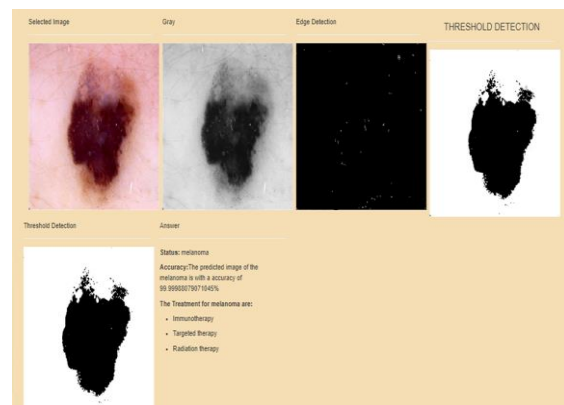 Selected Image
Gray
Edge Detection
THRESHOLD DETECTION
Threshold Detection
Answer
Status: melanoma
Accuracy:The predicted image of the
melanoma is with a accuracy of
99.99988079071045%
The Treatment for melanoma are:
• Immunotherapy
• Targeted therapy
• Radiation therapy